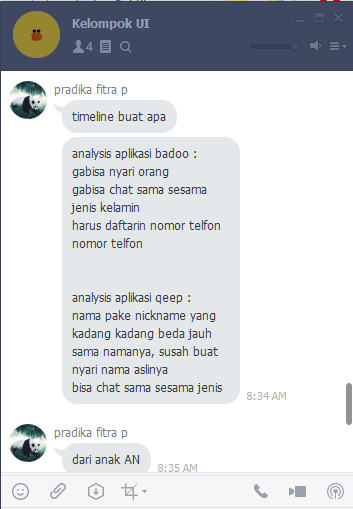 Kelompok UI
4
pradika fitra p
timeline buat apa
analysis aplikasi badoo :
gabisa nyari orang
gabisa chat sama sesama
jenis kelamin
harus daftarin nomor telfon
nomor telfon
analysis aplikasi qeep :
nama pake nickname yang
kadang kadang beda jauh
sama namanya, susah buat
nyari nama aslinya
bisa chat sama sesama jenis
8:34 AM
pradika fitra p
dari anak AN
8:35 AM